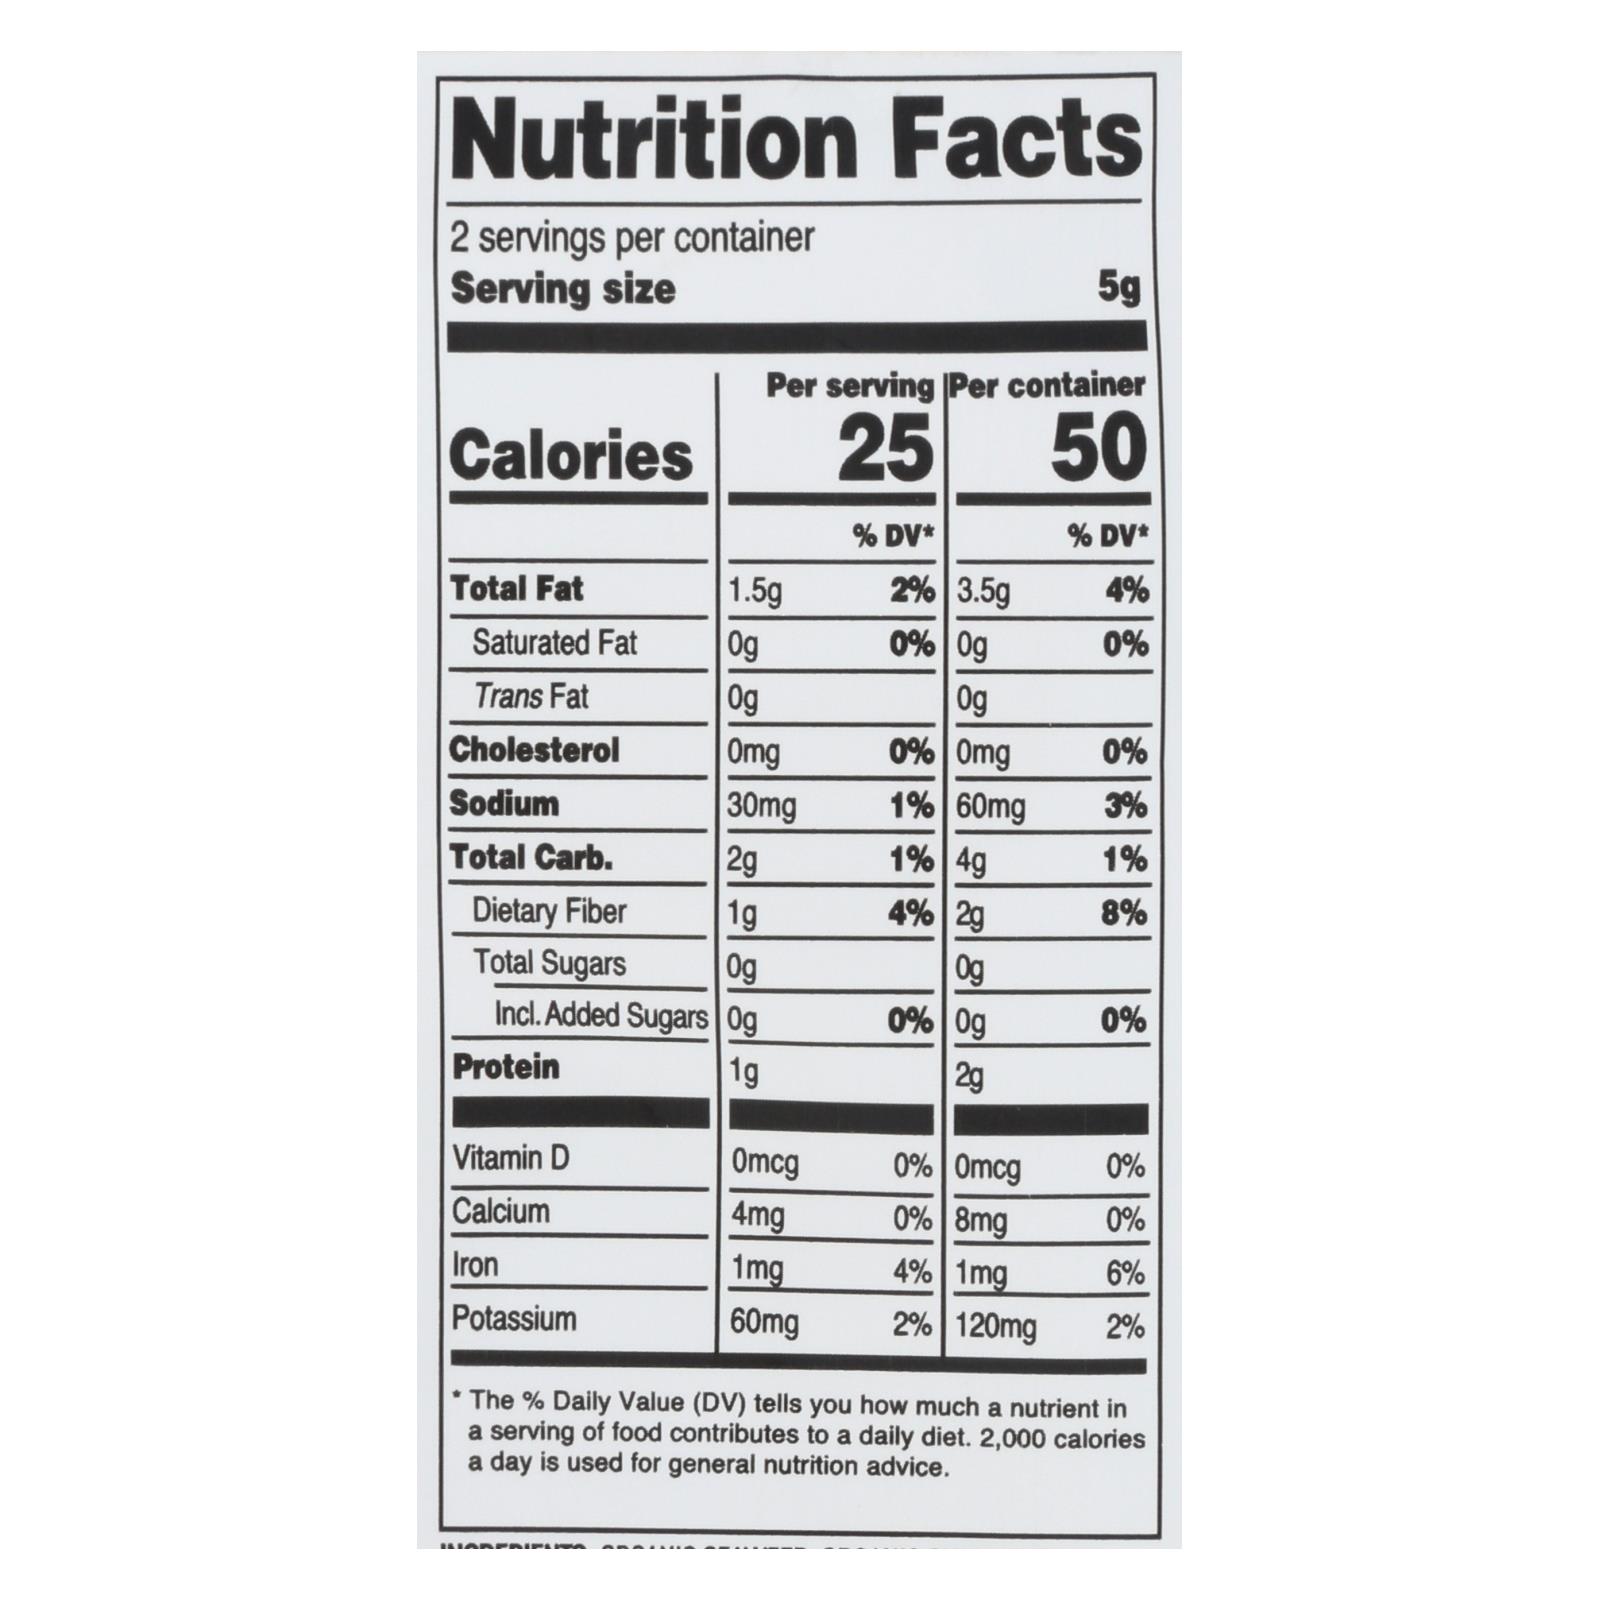 Nutrition Facts
2 servings per container
Serving size 5g
Per serving Per container
Calories 25 50
% DV* % DV*
Total Fat 1.5g 2% 3.5g 4%
Saturated Fat 0g 0% 0g 0%
Trans Fat 0g 0g
Cholesterol 0mg 0% 0mg 0%
Sodium 30mg 1% 60mg 3%
Total Carb. 2g 1% 4g 1%
Dietary Fiber 1g 4% 2g 8%
Total Sugars 0g 0g
Incl. Added Sugars 0g 0% 0g 0%
Protein 1g 2g
Vitamin D 0mcg 0% 0mcg 0%
Calcium 4mg 0% 8mg 0%
Iron 1mg 4% 1mg 6%
Potassium 60mg 2% 120mg 2%
* The % Daily Value (DV) tells you how much a nutrient in
a serving of food contributes to a daily diet. 2,000 calories
a day is used for general nutrition advice.